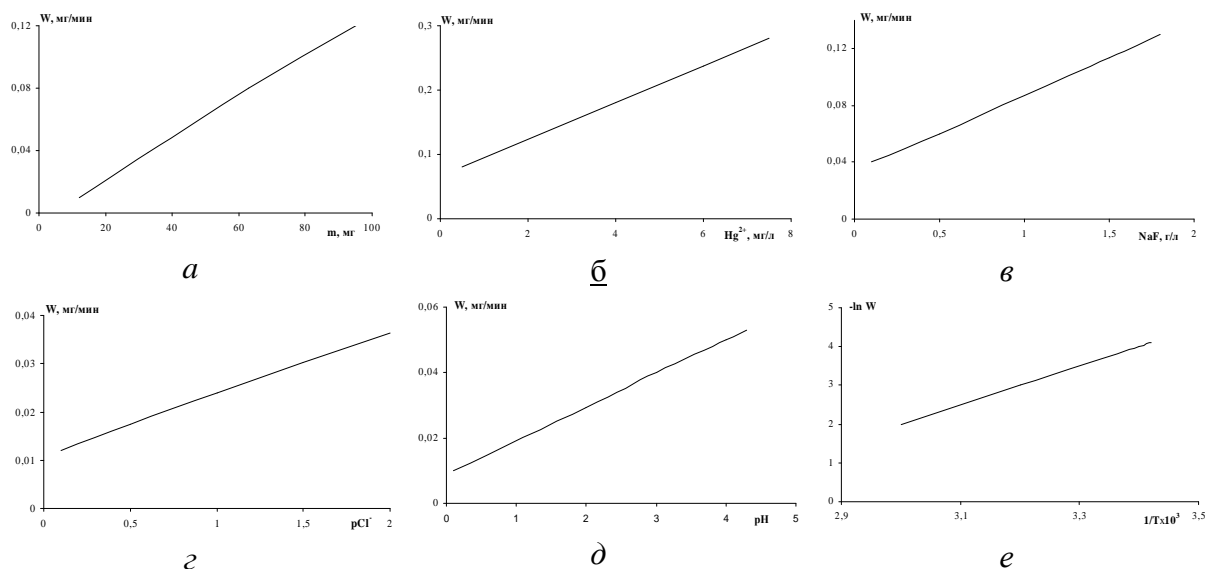 W, мг/мин
0,12
0,08
0,04
0
0 20 40 60 80 100
m, мг
а
W, мг/мин
0,3
0,2
0,1
0
0 2 4 6 8
Hg²⁺, мг/л
б
W, мг/мин
0,12
0,08
0,04
0
0 0,5 1 1,5 2
NaF, г/л
в
W, мг/мин
0,04
0,03
0,02
0,01
0
0 0,5 1 1,5 2
pCl⁻
г
W, мг/мин
0,06
0,04
0,02
0
0 1 2 3 4 5
pH
д
-ln W
5
4
3
2
1
0
2,9 3,1 3,3 3,5
1/Tx10³
е